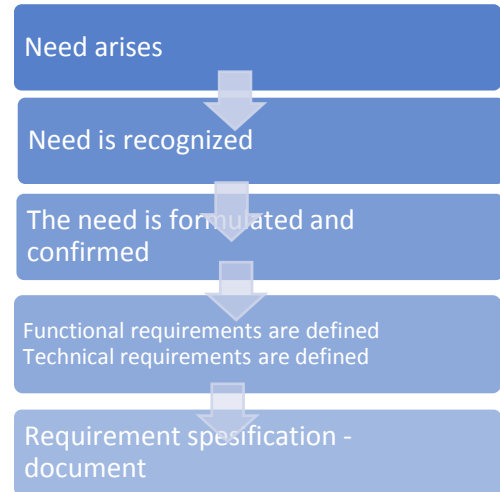 Need arises
Need is recognized
The need is formulated and
confirmed
Functional requirements are defined
Technical requirements are defined
Requirement spesification -
document